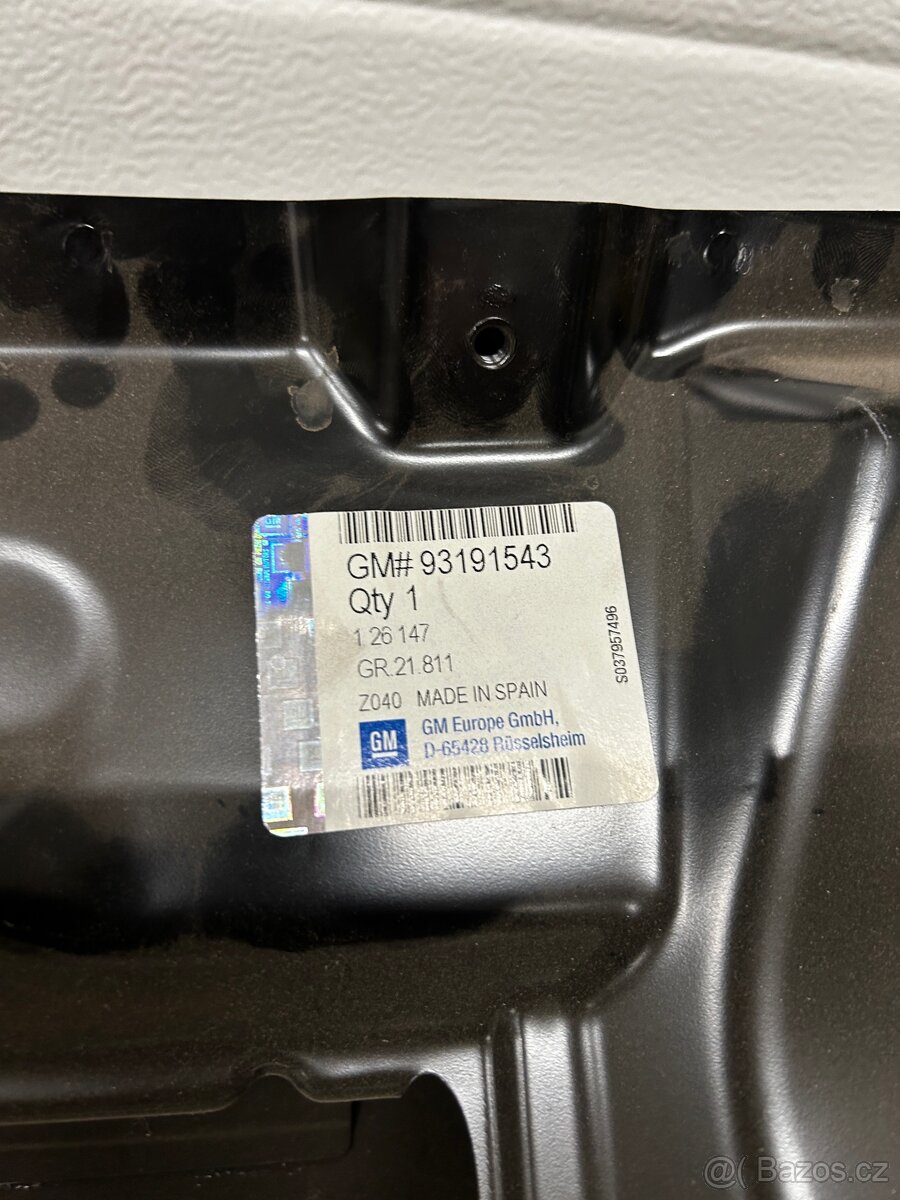 GM# 93191543
Qty 1
1 26 147
GR.21.811
Z040 MADE IN SPAIN
GM
GM Europe GmbH,
D-65428 Rüsselsheim
S037957496
@( Bazoš.cz